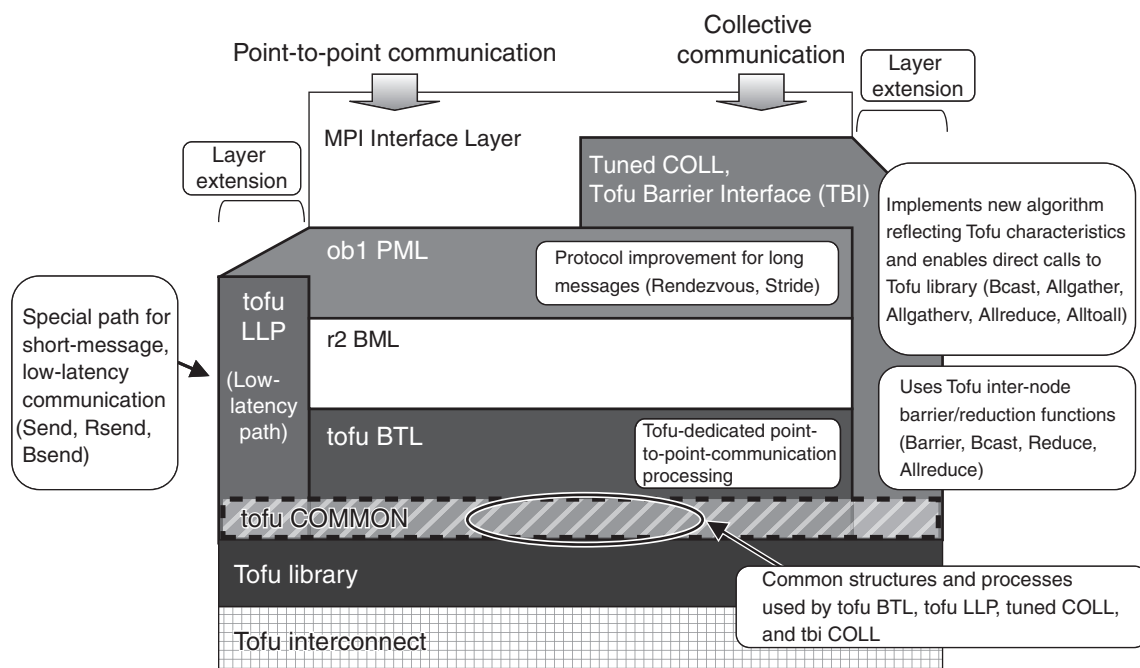 Point-to-point communication
Collective
communication
Layer
extension
MPI Interface Layer
Layer
extension
Tuned COLL,
Tofu Barrier Interface (TBI)
Implements new algorithm
reflecting Tofu characteristics
and enables direct calls to
Tofu library (Bcast, Allgather,
Allgatherv, Allreduce, Alltoall)
ob1 PML
Protocol improvement for long
messages (Rendezvous, Stride)
tofu
LLP
(Low-
latency
path)
Special path for
short-message,
low-latency
communication
(Send, Rsend,
Bsend)
r2 BML
Uses Tofu inter-node
barrier/reduction functions
(Barrier, Bcast, Reduce,
Allreduce)
tofu BTL
Tofu-dedicated point-
to-point-communication
processing
tofu COMMON
Tofu library
Common structures and processes
used by tofu BTL, tofu LLP, tuned COLL,
and tbi COLL
Tofu interconnect